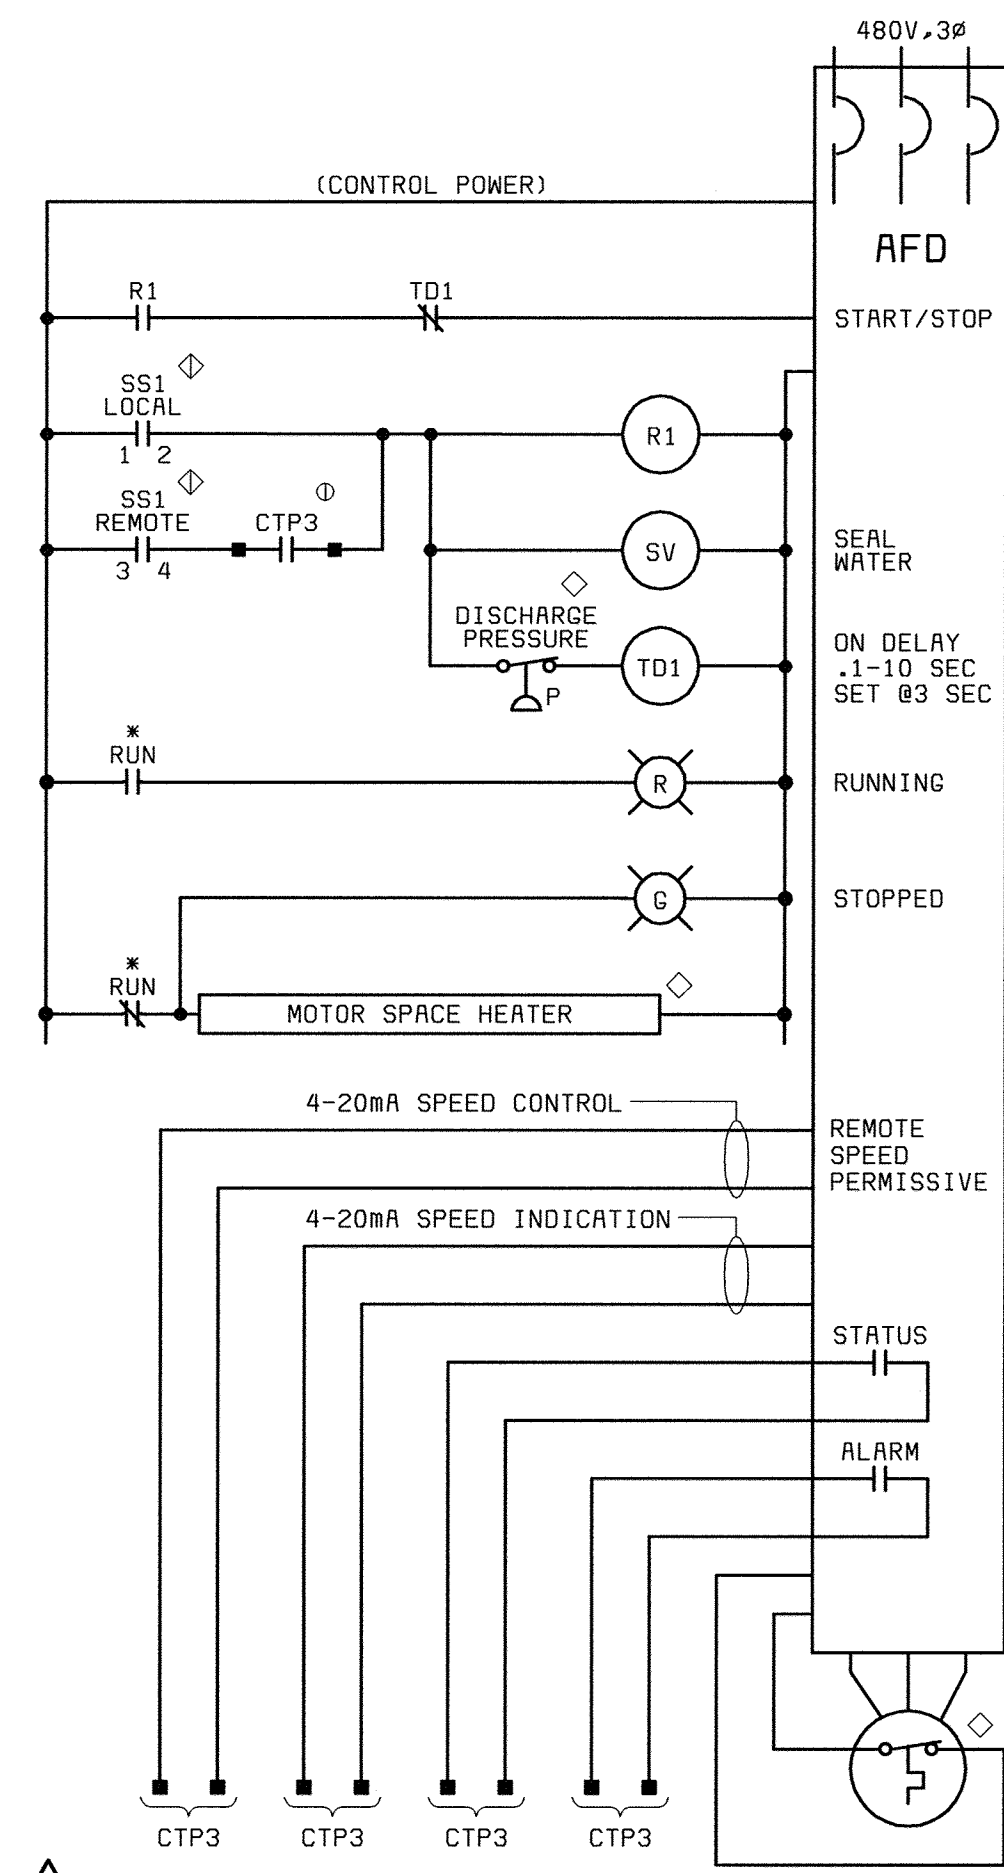 480V,3Ø
(CONTROL POWER)
AFD
R1
TD1
START/STOP
SS1
LOCAL
1 2
R1
SS1
REMOTE
3 4
CTP3
SV
SEAL
WATER
DISCHARGE
PRESSURE
P
TD1
ON DELAY
.1-10 SEC
SET @3 SEC
*
RUN
R
RUNNING
G
STOPPED
*
RUN
MOTOR SPACE HEATER
4-20mA SPEED CONTROL
REMOTE
SPEED
PERMISSIVE
4-20mA SPEED INDICATION
STATUS
ALARM
CTP3
CTP3
CTP3
CTP3